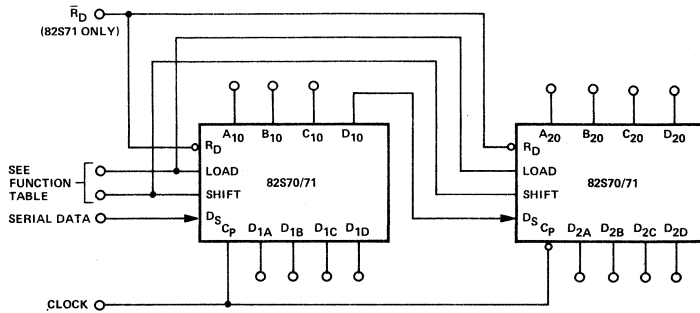 R̅D
(82S71 ONLY)
A10 B10 C10 D10
A20 B20 C20 D20
RD
RD
SEE
FUNCTION
TABLE
LOAD
82S70/71
LOAD
82S70/71
SHIFT
SHIFT
SERIAL DATA
DS
DS
CP D1A D1B D1C D1D
CP D2A D2B D2C D2D
CLOCK